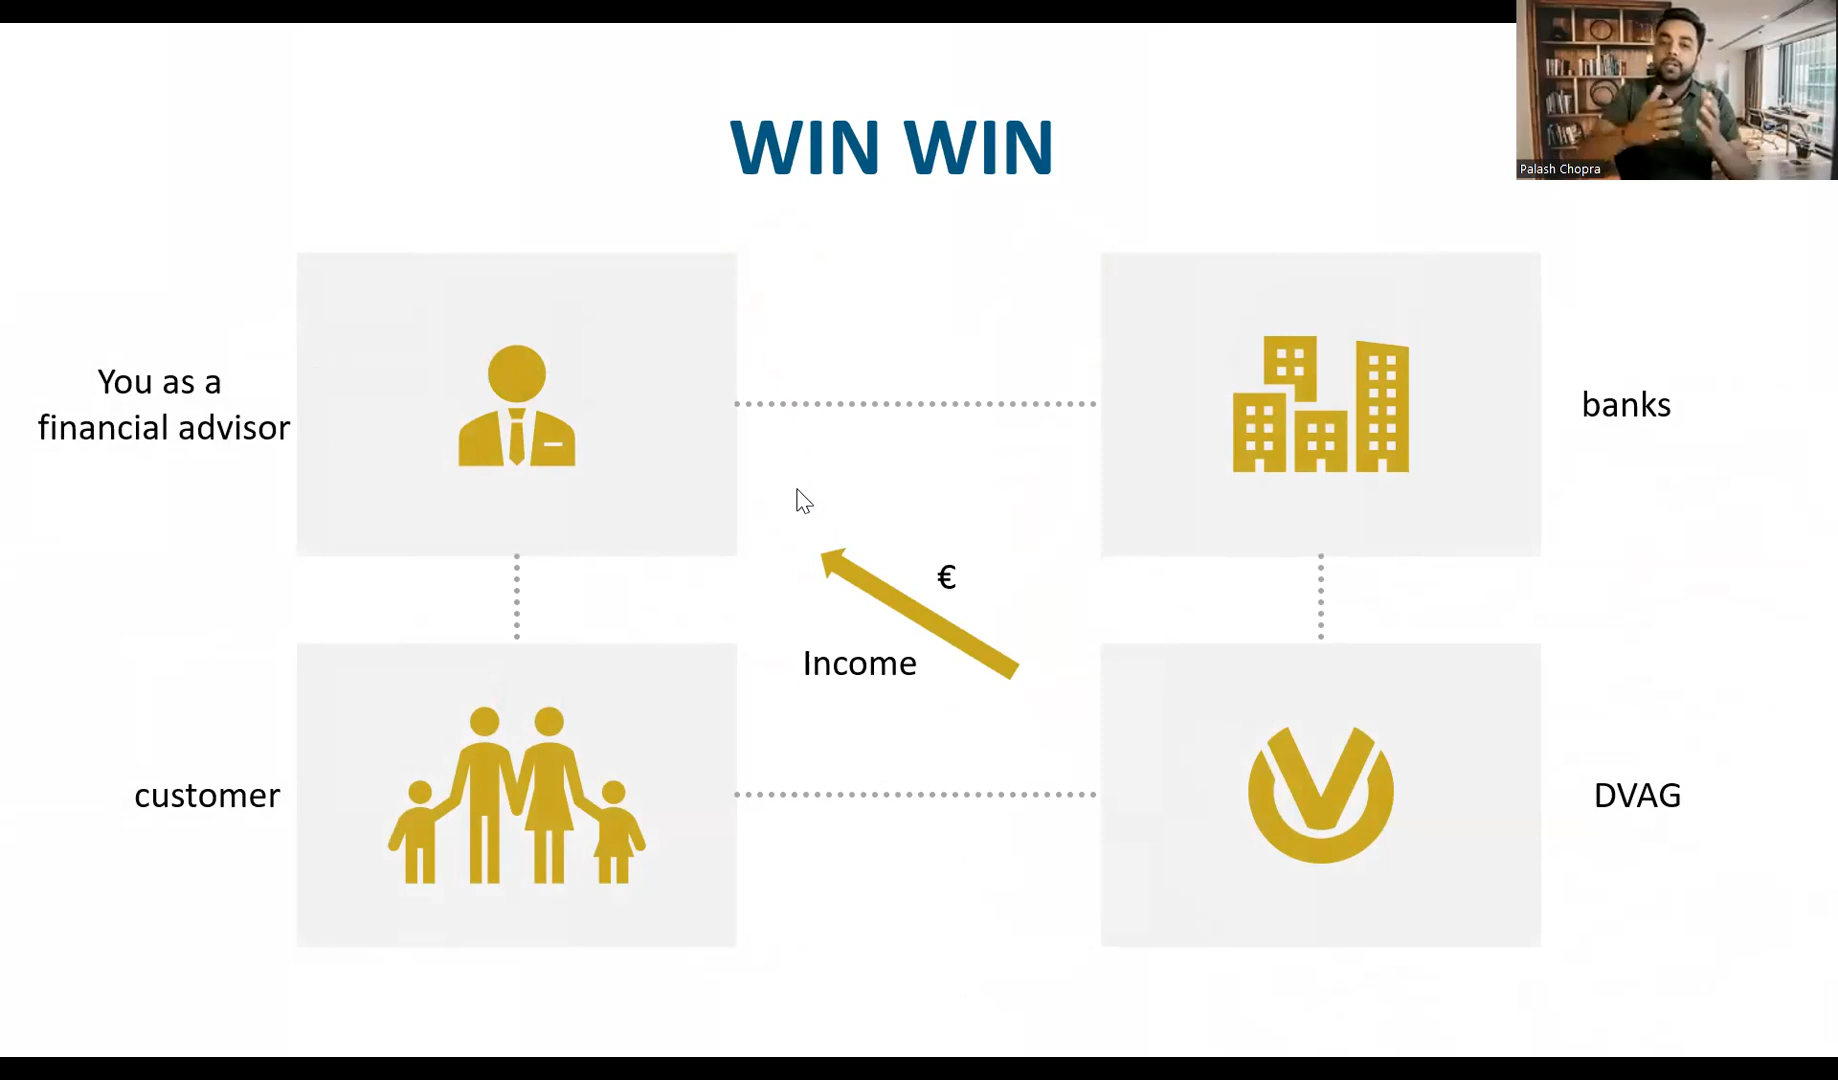 WIN WIN
Palash Chopra
You as a
financial advisor
banks
€
Income
customer
DVAG